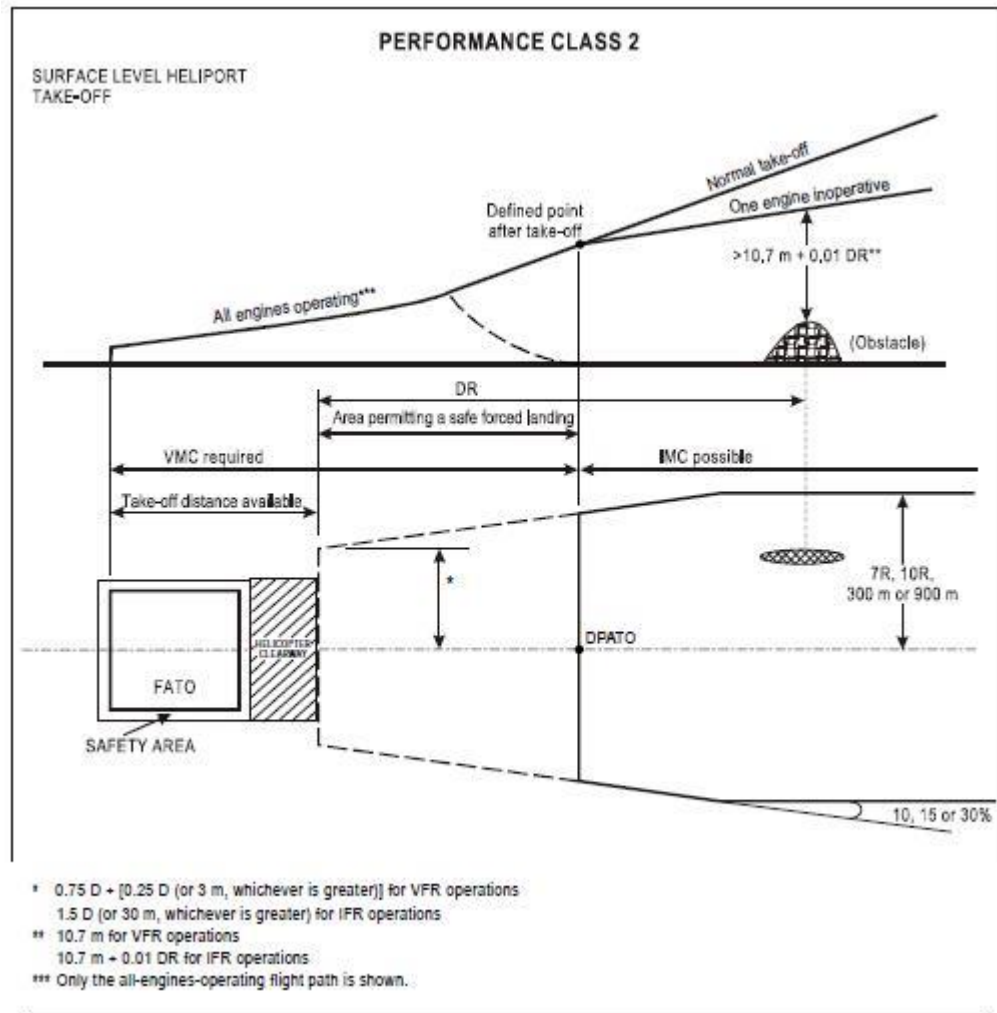 PERFORMANCE CLASS 2
SURFACE LEVEL HELIPORT
TAKE-OFF
Normal take-off
One engine inoperative
Defined point
after take-off
>10,7 m + 0,01 DR**
All engines operating***
(Obstacle)
DR
Area permitting a safe forced landing
VMC required
IMC possible
Take-off distance available
*
7R, 10R,
300 m or 900 m
DPATO
HELICOPTER
CLEARWAY
FATO
SAFETY AREA
10, 15 or 30%
* 0.75 D + [0.25 D (or 3 m, whichever is greater)] for VFR operations
1.5 D (or 30 m, whichever is greater) for IFR operations
** 10.7 m for VFR operations
10.7 m + 0.01 DR for IFR operations
*** Only the all-engines-operating flight path is shown.